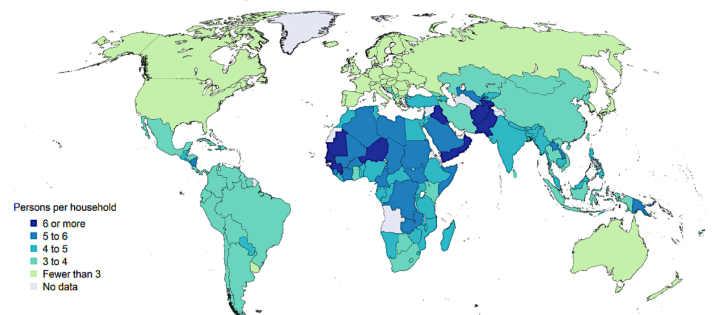 Persons per household
6 or more
5 to 6
4 to 5
3 to 4
Fewer than 3
No data